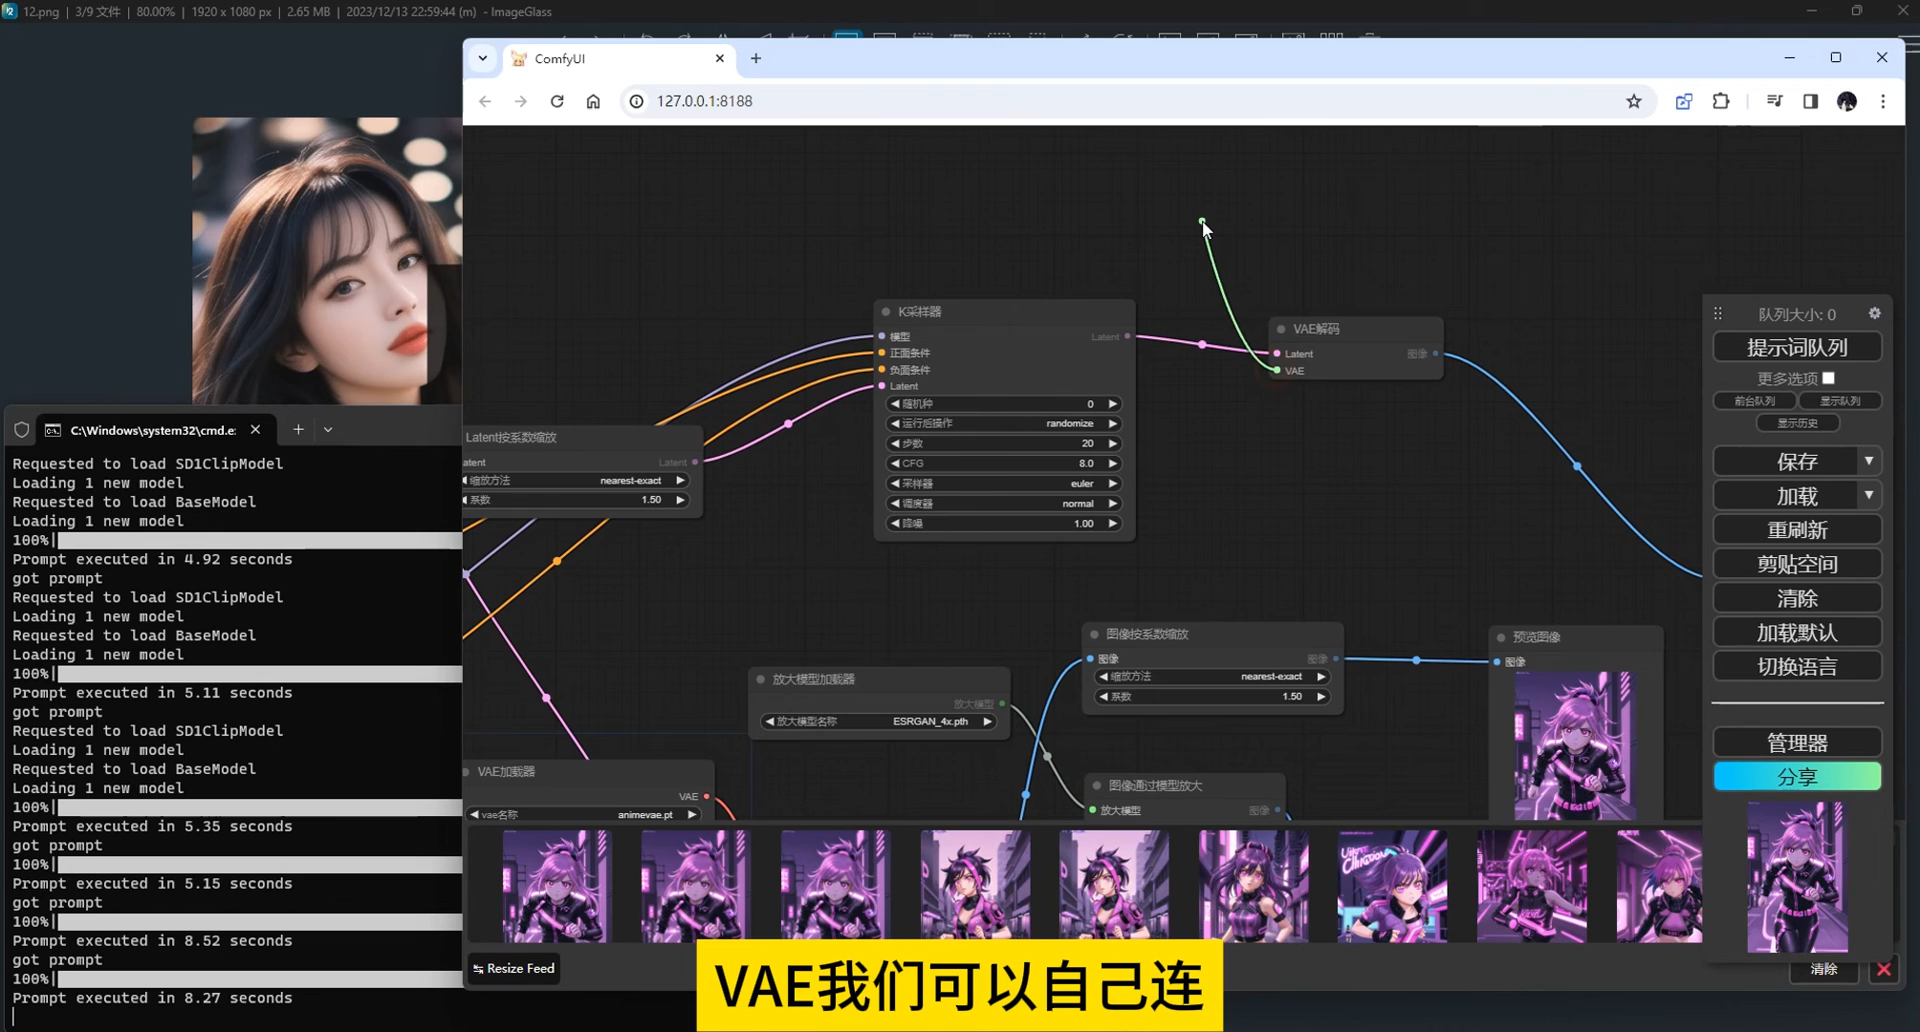 12.png | 3/9 文件 | 80.00% | 1920 x 1080 px | 2.65 MB | 2023/12/13 22:59:44 (m) - ImageGlass
ComfyUI
127.0.0.1:8188
C:\Windows\system32\cmd.e:
Requested to load SD1ClipModel
Loading 1 new model
Requested to load BaseModel
Loading 1 new model
100%|
Prompt executed in 4.92 seconds
got prompt
Requested to load SD1ClipModel
Loading 1 new model
Requested to load BaseModel
Loading 1 new model
100%|
Prompt executed in 5.11 seconds
got prompt
Requested to load SD1ClipModel
Loading 1 new model
Requested to load BaseModel
Loading 1 new model
100%|
Prompt executed in 5.35 seconds
got prompt
100%|
Prompt executed in 5.15 seconds
got prompt
100%|
Prompt executed in 8.52 seconds
got prompt
100%|
Prompt executed in 8.27 seconds
Latent按系数缩放
atent Latent
缩放方法 nearest-exact
系数 1.50
K采样器
模型 Latent
正面条件
负面条件
Latent
随机种 0
运行后操作 randomize
步数 20
CFG 8.0
采样器 euler
调度器 normal
降噪 1.00
VAE解码
Latent 图像
VAE
放大模型加载器
放大模型
放大模型名称 ESRGAN_4x.pth
图像按系数缩放
图像 图像
缩放方法 nearest-exact
系数 1.50
预览图像
图像
VAE加载器
VAE
vae名称 animevae.pt
图像通过模型放大
放大模型 图像
队列大小: 0
提示词队列
更多选项
前台队列 显示队列
显示历史
保存
加载
重刷新
剪贴空间
清除
加载默认
切换语言
管理器
分享
Resize Feed
清除
VAE我们可以自己连